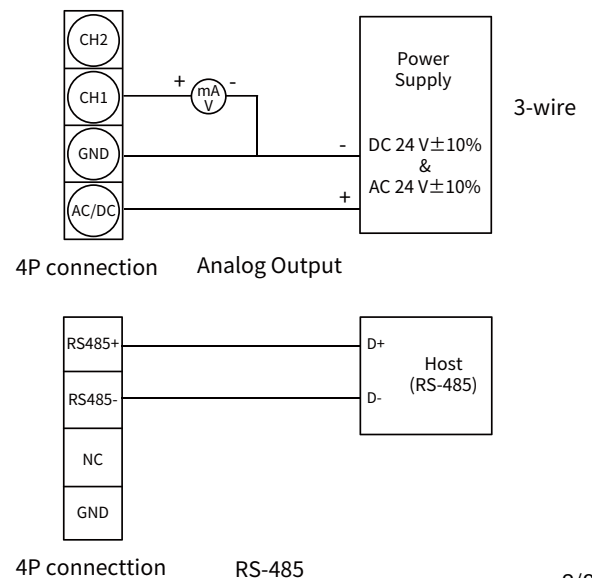 CH2
CH1
GND
AC/DC
+
mA
V
-
-
+
Power
Supply
DC 24 V±10%
&
AC 24 V±10%
3-wire
4P connection
Analog Output
RS485+
RS485-
NC
GND
D+
D-
Host
(RS-485)
4P connecttion
RS-485